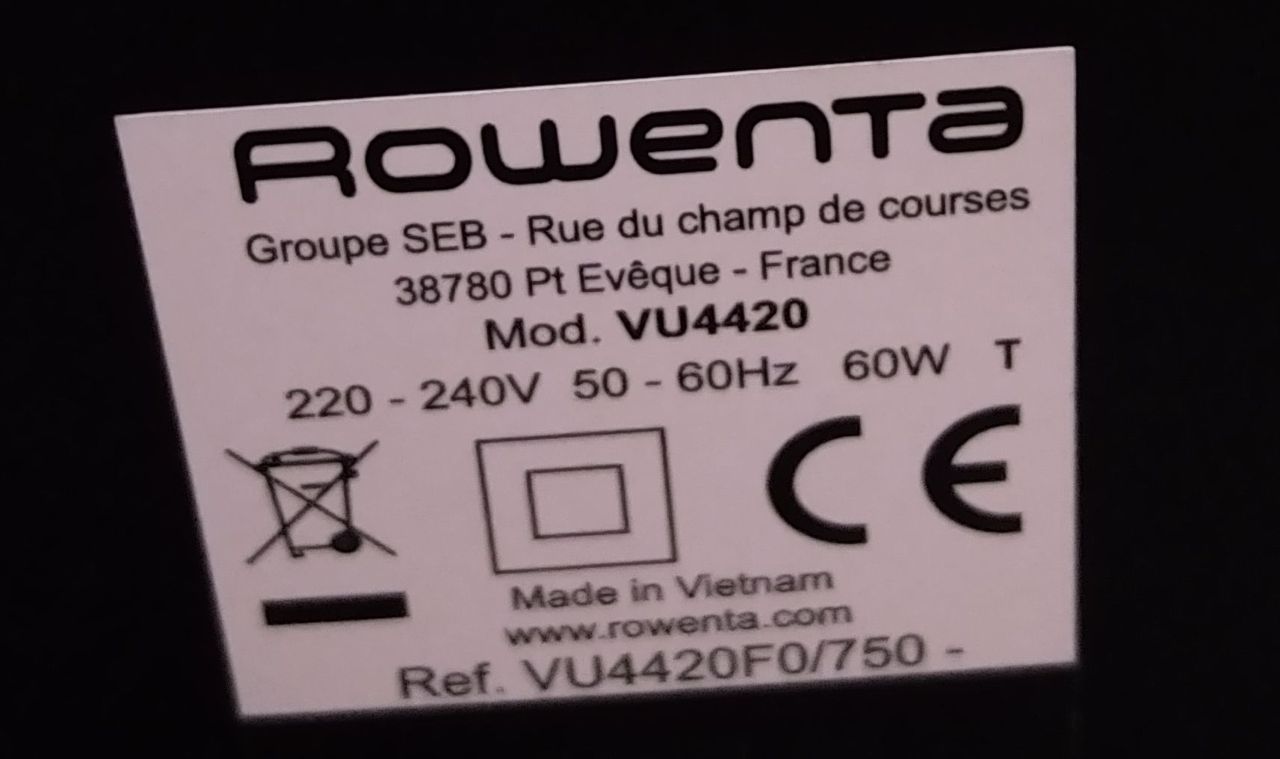 Rowenta
Groupe SEB - Rue du champ de courses
38780 Pt Evêque - France
Mod. VU4420
220 - 240V 50 - 60Hz 60W T
CE
Made in Vietnam
www.rowenta.com
Ref. VU4420F0/750 -